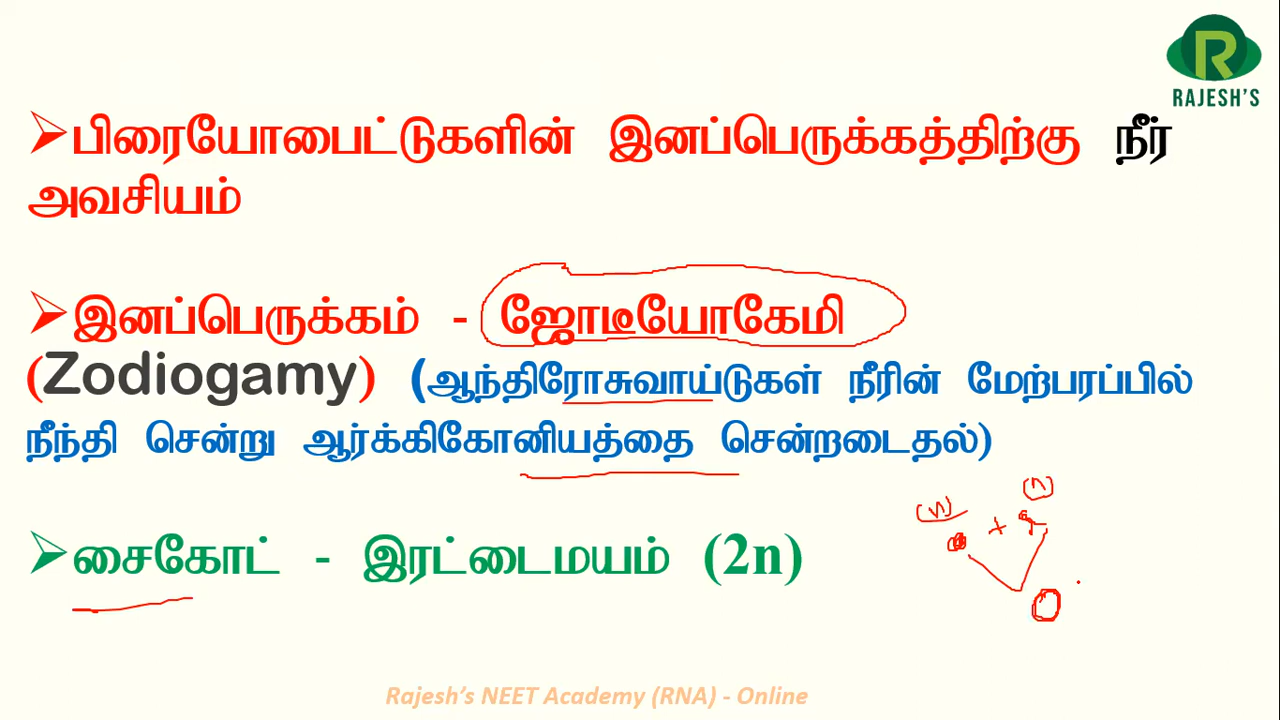 R
RAJESH'S
➢பிரையோபைட்டுகளின் இனப்பெருக்கத்திற்கு நீர்
அவசியம்
➢இனப்பெருக்கம் - ஜோடீயோகேமி
(Zodiogamy) (ஆந்திரோசுவாய்டுகள் நீரின் மேற்பரப்பில்
நீந்தி சென்று ஆர்க்கிகோனியத்தை சென்றடைதல்)
(n) + (n)
➢சைகோட் - இரட்டைமயம் (2n)
Rajesh's NEET Academy (RNA) - Online